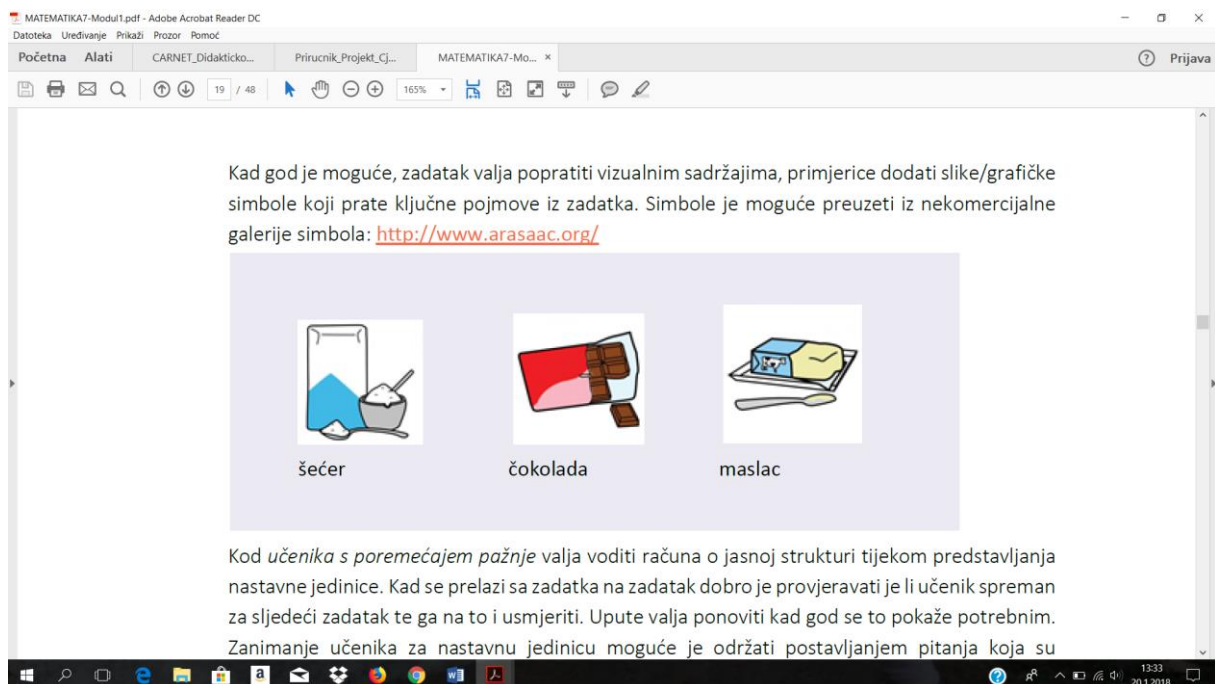 MATEMATIKA7-Modul1.pdf - Adobe Acrobat Reader DC
Datoteka Uređivanje Prikaži Prozor Pomoć
Početna Alati CARNET_Didakticko... Prirucnik_Projekt_Cj... MATEMATIKA7-Mo... × Prijava
19 / 48 165%
Kad god je moguće, zadatak valja popratiti vizualnim sadržajima, primjerice dodati slike/grafičke
simbole koji prate ključne pojmove iz zadatka. Simbole je moguće preuzeti iz nekomercijalne
galerije simbola: http://www.arasaac.org/
šećer čokolada maslac
Kod učenika s poremećajem pažnje valja voditi računa o jasnoj strukturi tijekom predstavljanja
nastavne jedinice. Kad se prelazi sa zadatka na zadatak dobro je provjeravati je li učenik spreman
za sljedeći zadatak te ga na to i usmjeriti. Upute valja ponoviti kad god se to pokaže potrebnim.
Zanimanje učenika za nastavnu jedinicu moguće je održati postavljanjem pitanja koja su
13:33
20.1.2018